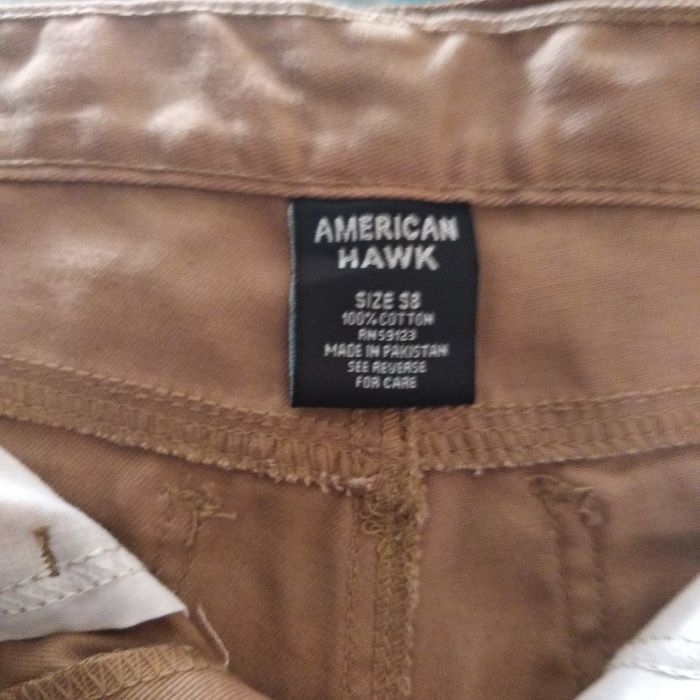 AMERICAN
HAWK
SIZE S8
100% COTTON
RN59123
MADE IN PAKISTAN
SEE REVERSE
FOR CARE